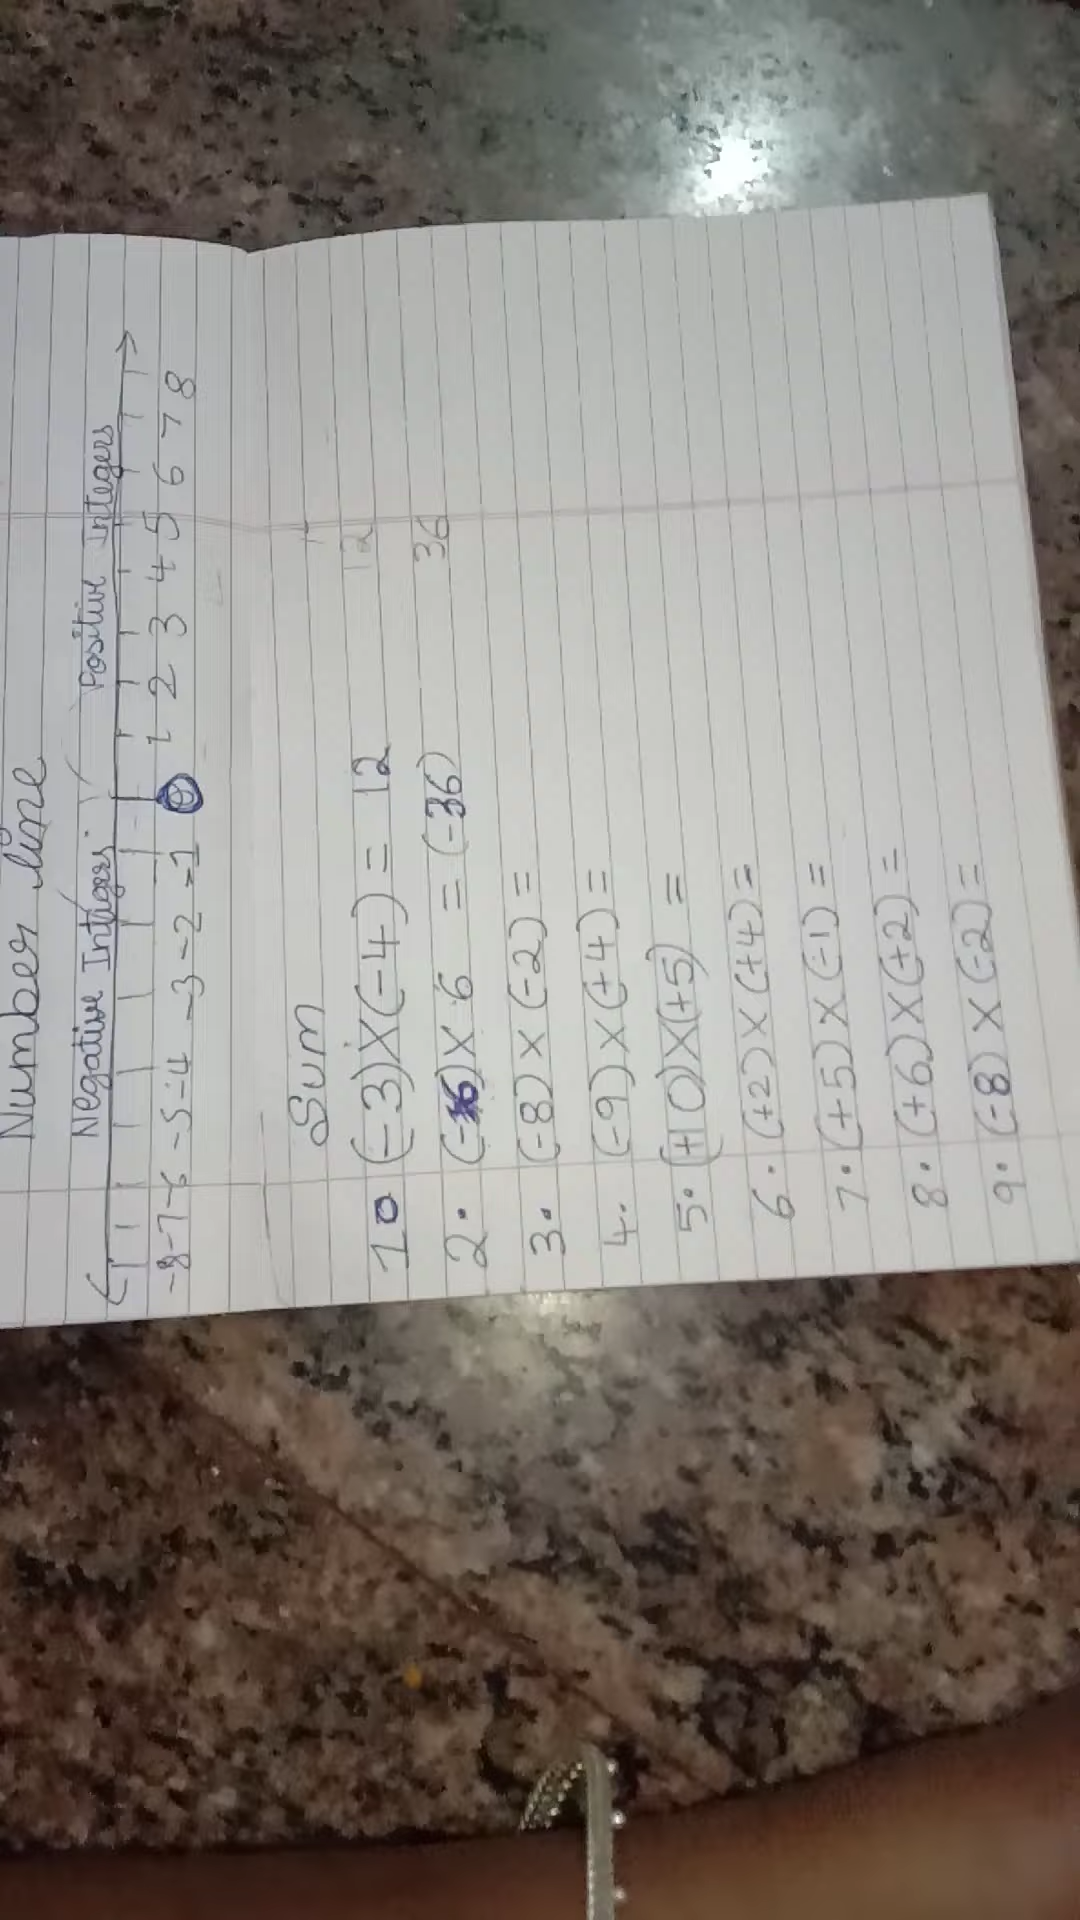 Number line
Negative Integers Positive Integers
-8 -7 -6 -5 -4 -3 -2 -1 0 1 2 3 4 5 6 7 8
Sum
1. (-3)×(-4) = 12 12
2. (-6)×6 = (-36) 36
3. (-8)×(-2) =
4. (-9)×(+4) =
5. (+10)×(+5) =
6. (+2)×(+4) =
7. (+5)×(-1) =
8. (+6)×(+2) =
9. (-8)×(-2) =